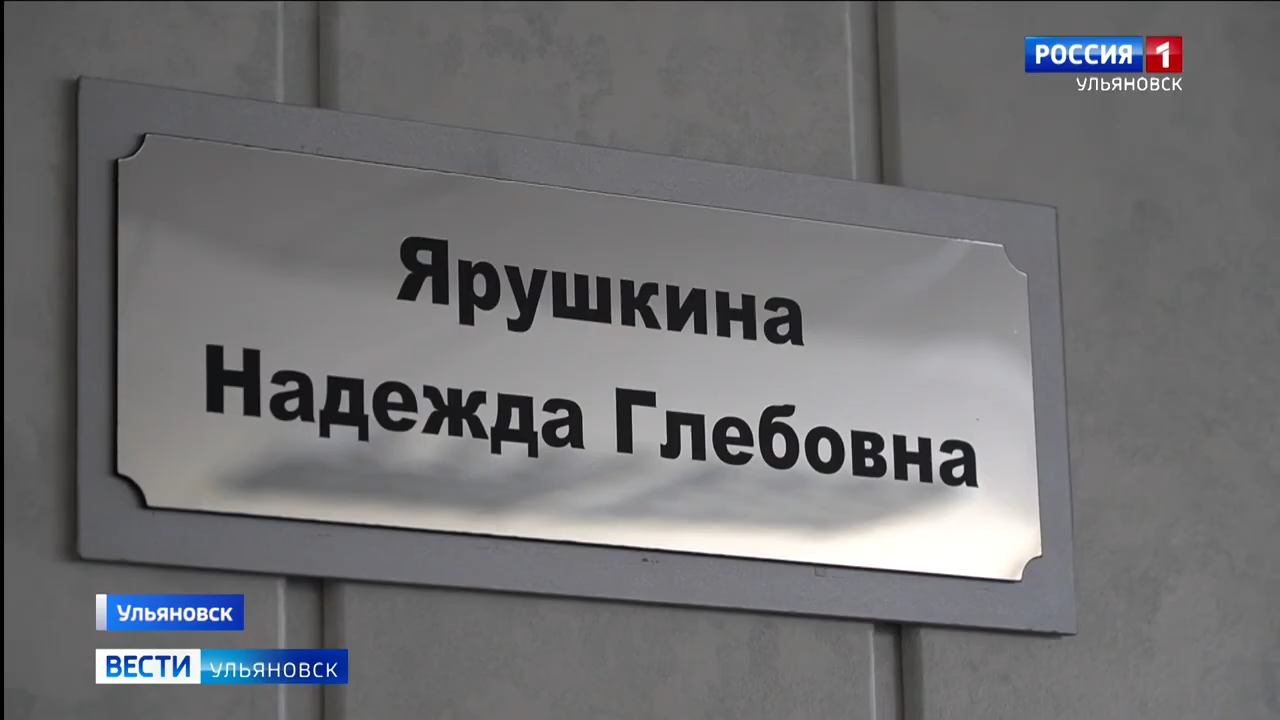 РОССИЯ 1
УЛЬЯНОВСК
Ярушкина
Надежда Глебовна
Ульяновск
ВЕСТИ УЛЬЯНОВСК